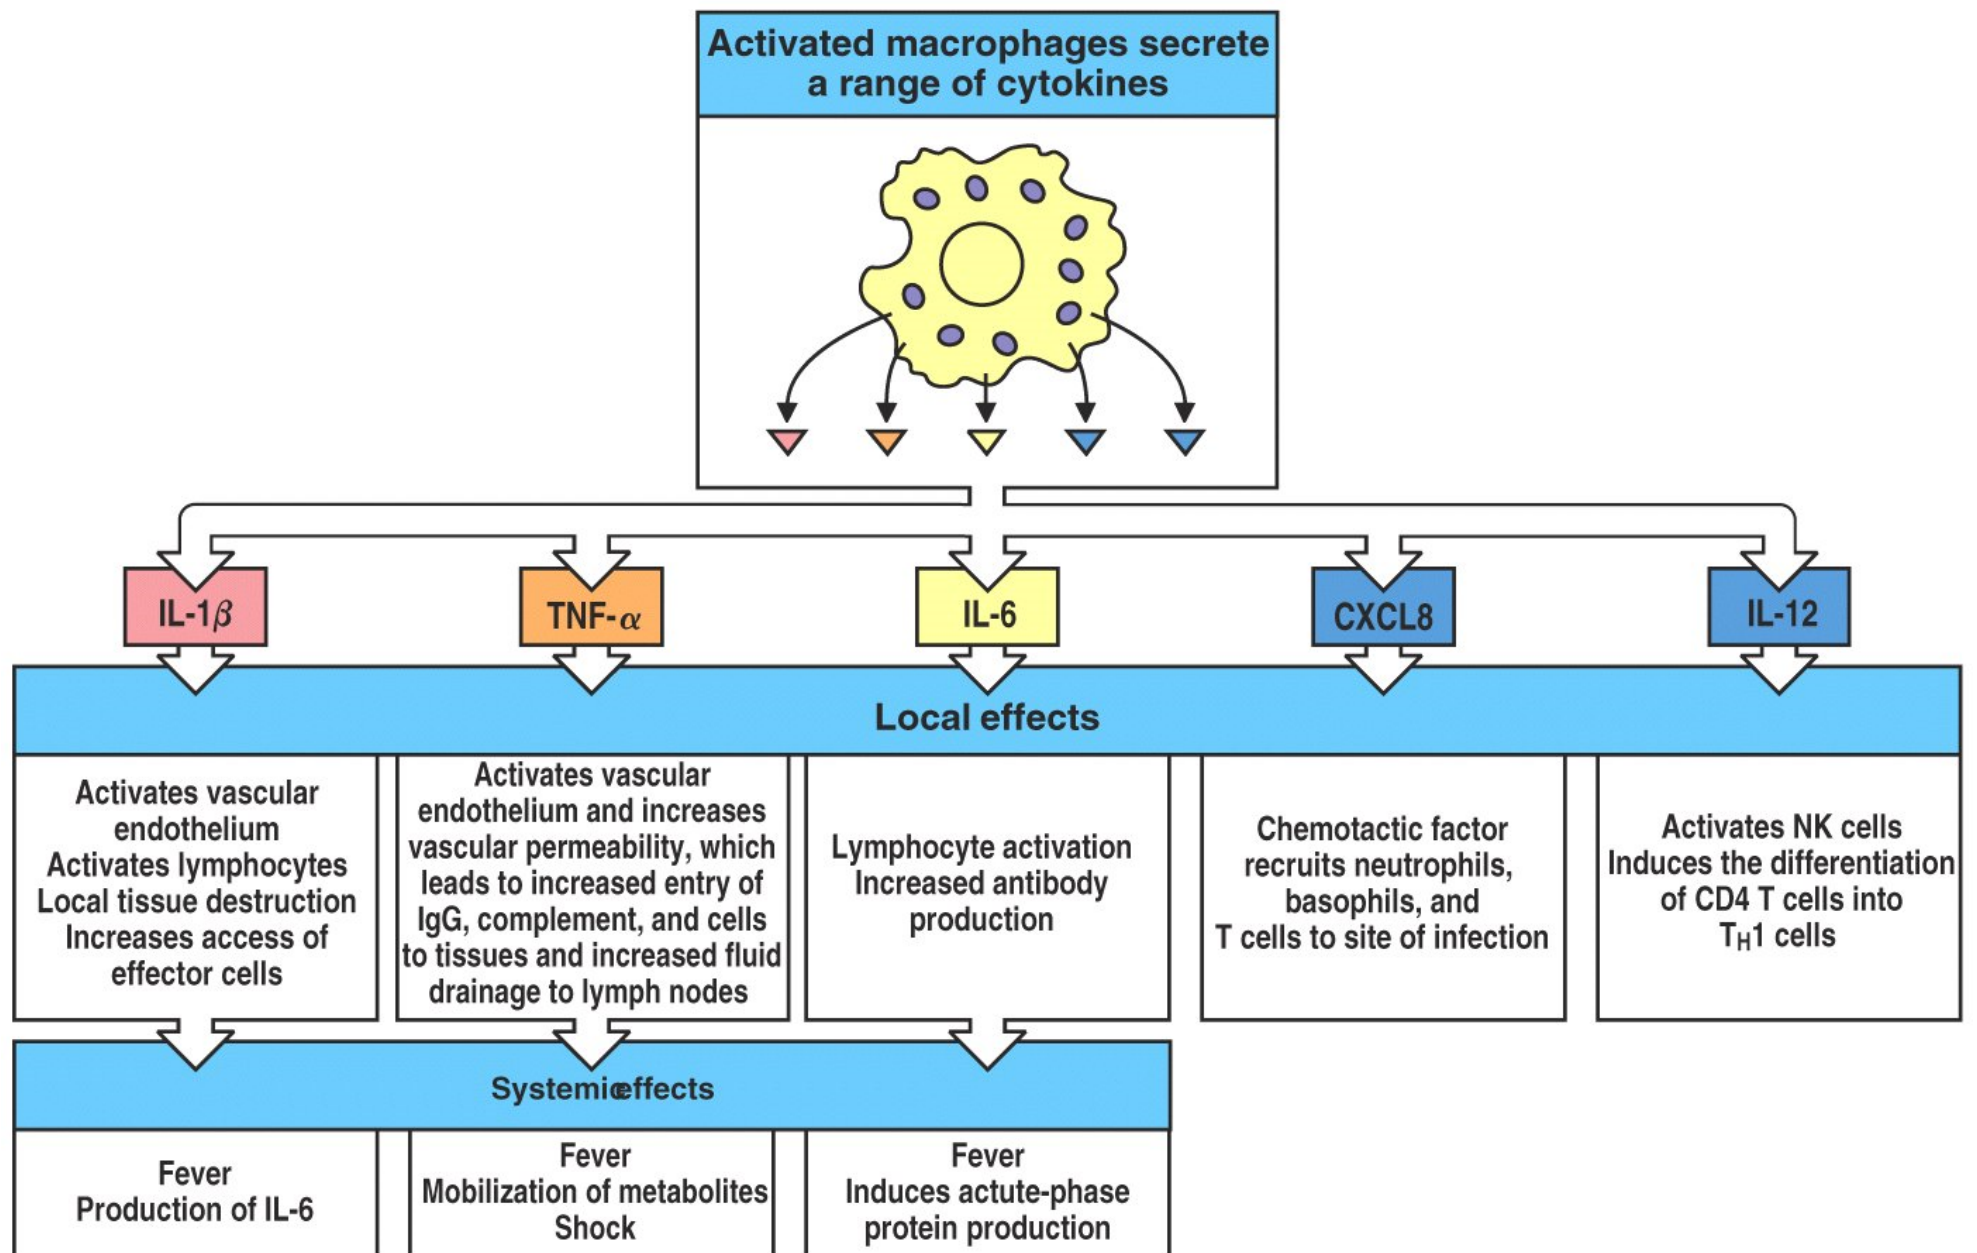 Activated macrophages secrete
a range of cytokines
IL-1β
TNF-α
IL-6
CXCL8
IL-12
Local effects
Activates vascular
endothelium
Activates lymphocytes
Local tissue destruction
Increases access of
effector cells
Activates vascular
endothelium and increases
vascular permeability, which
leads to increased entry of
IgG, complement, and cells
to tissues and increased fluid
drainage to lymph nodes
Lymphocyte activation
Increased antibody
production
Chemotactic factor
recruits neutrophils,
basophils, and
T cells to site of infection
Activates NK cells
Induces the differentiation
of CD4 T cells into
TH1 cells
Systemic effects
Fever
Production of IL-6
Fever
Mobilization of metabolites
Shock
Fever
Induces actute-phase
protein production